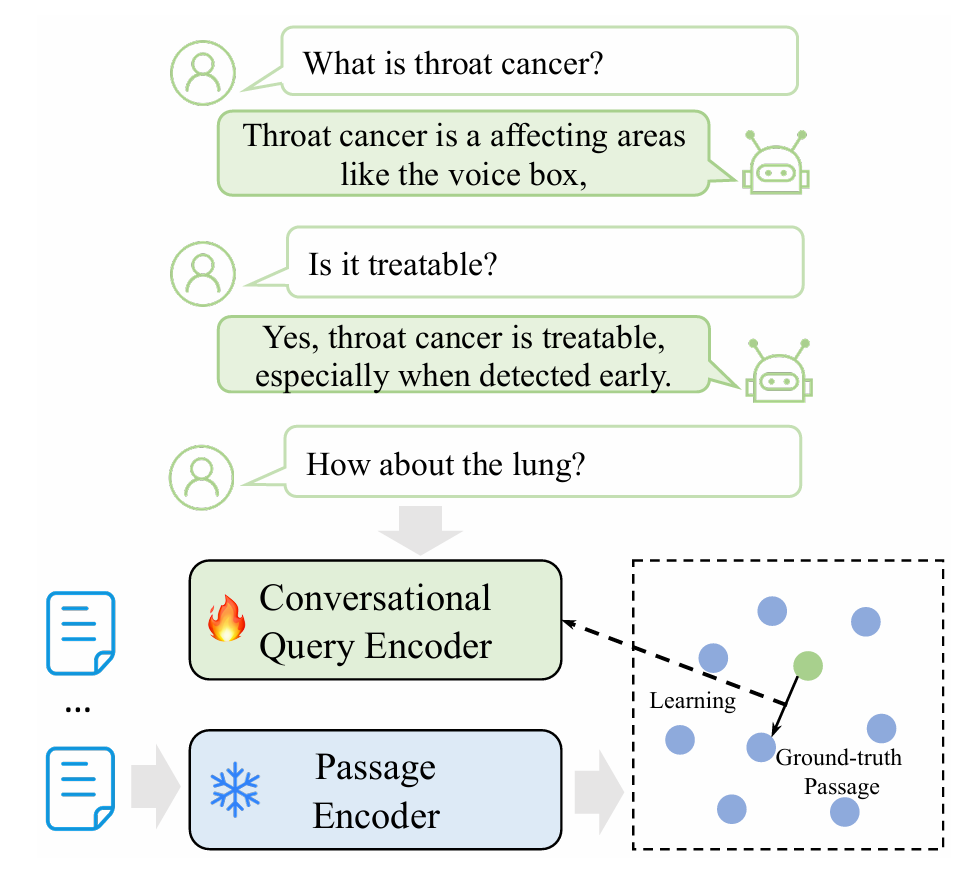 What is throat cancer?
Throat cancer is a affecting areas
like the voice box,
Is it treatable?
Yes, throat cancer is treatable,
especially when detected early.
How about the lung?
Conversational
Query Encoder
...
Passage
Encoder
Learning
Ground-truth
Passage